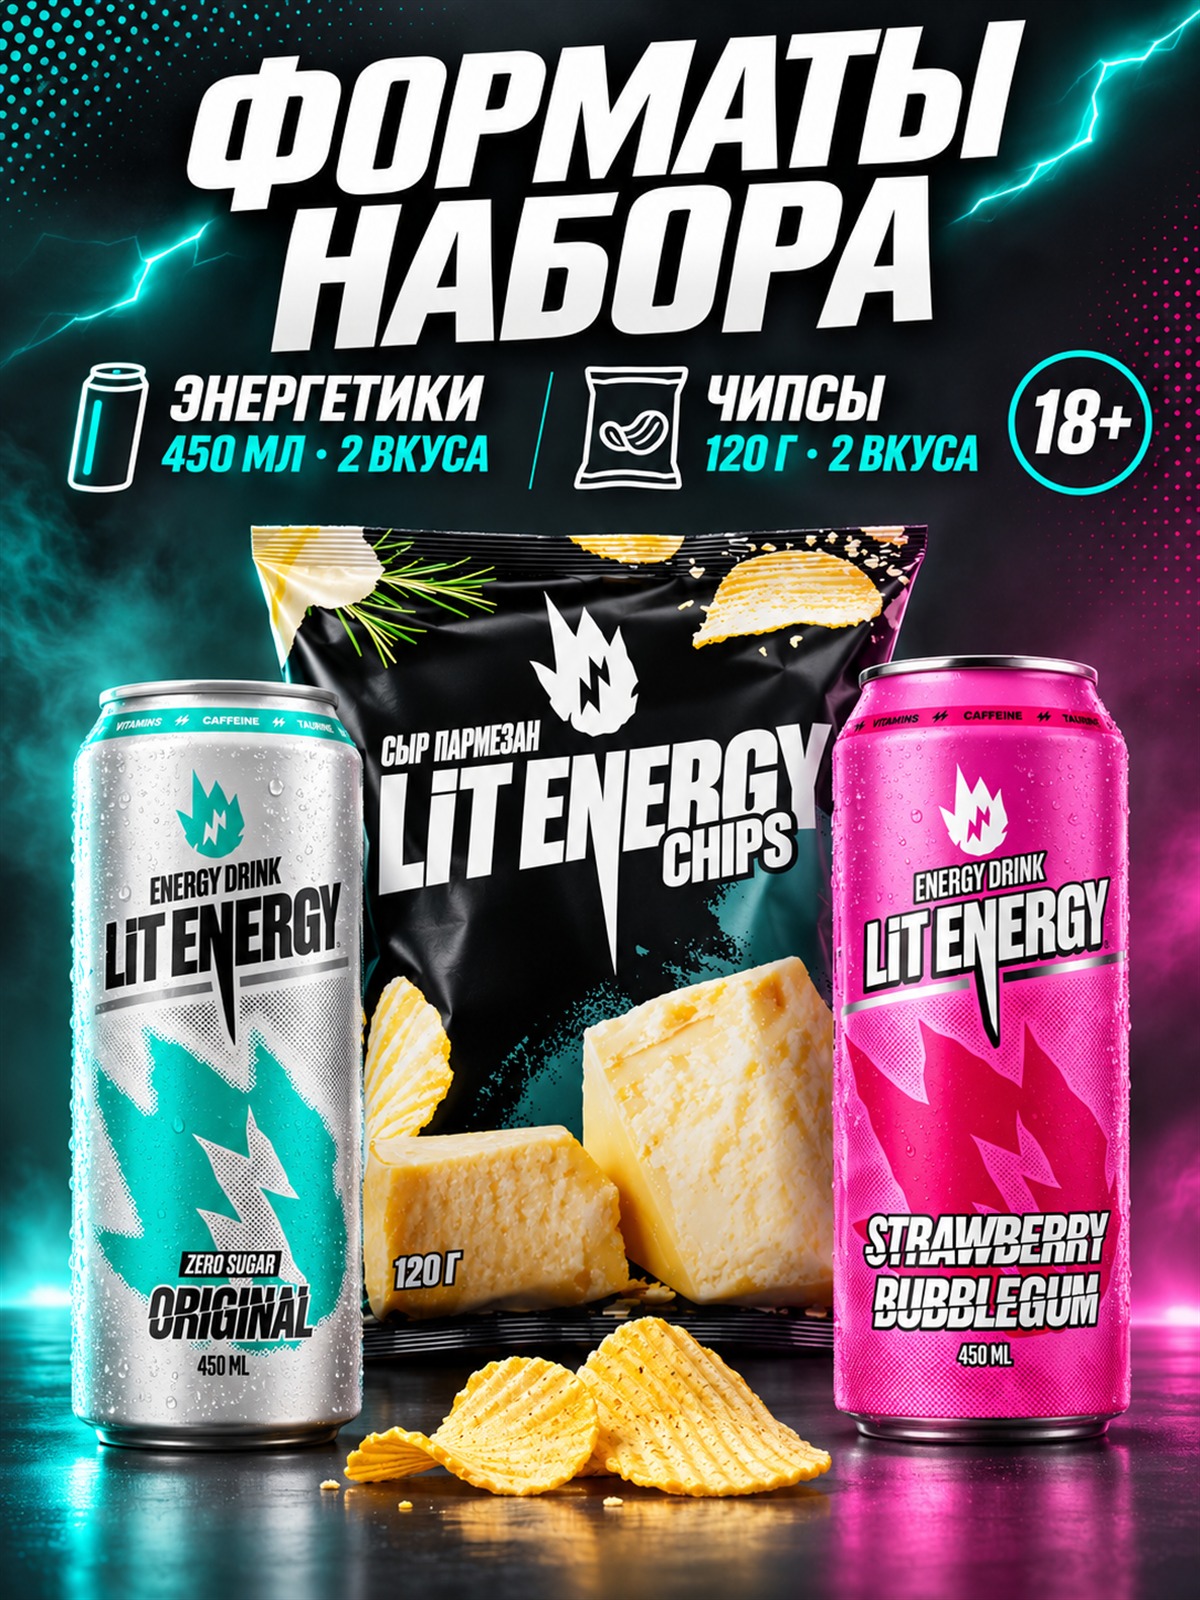 ФОРМАТЫ
НАБОРА
ЭНЕРГЕТИКИ
450 МЛ · 2 ВКУСА
ЧИПСЫ
120 Г · 2 ВКУСА
18+
СЫР ПАРМЕЗАН
LiT ENERGY
CHIPS
120 Г
VITAMINS CAFFEINE TAURINE
ENERGY DRINK
LiT ENERGY
ZERO SUGAR
ORIGINAL
450 ML
VITAMINS CAFFEINE
ENERGY DRINK
LiT ENERGY
STRAWBERRY
BUBBLEGUM
450 ML